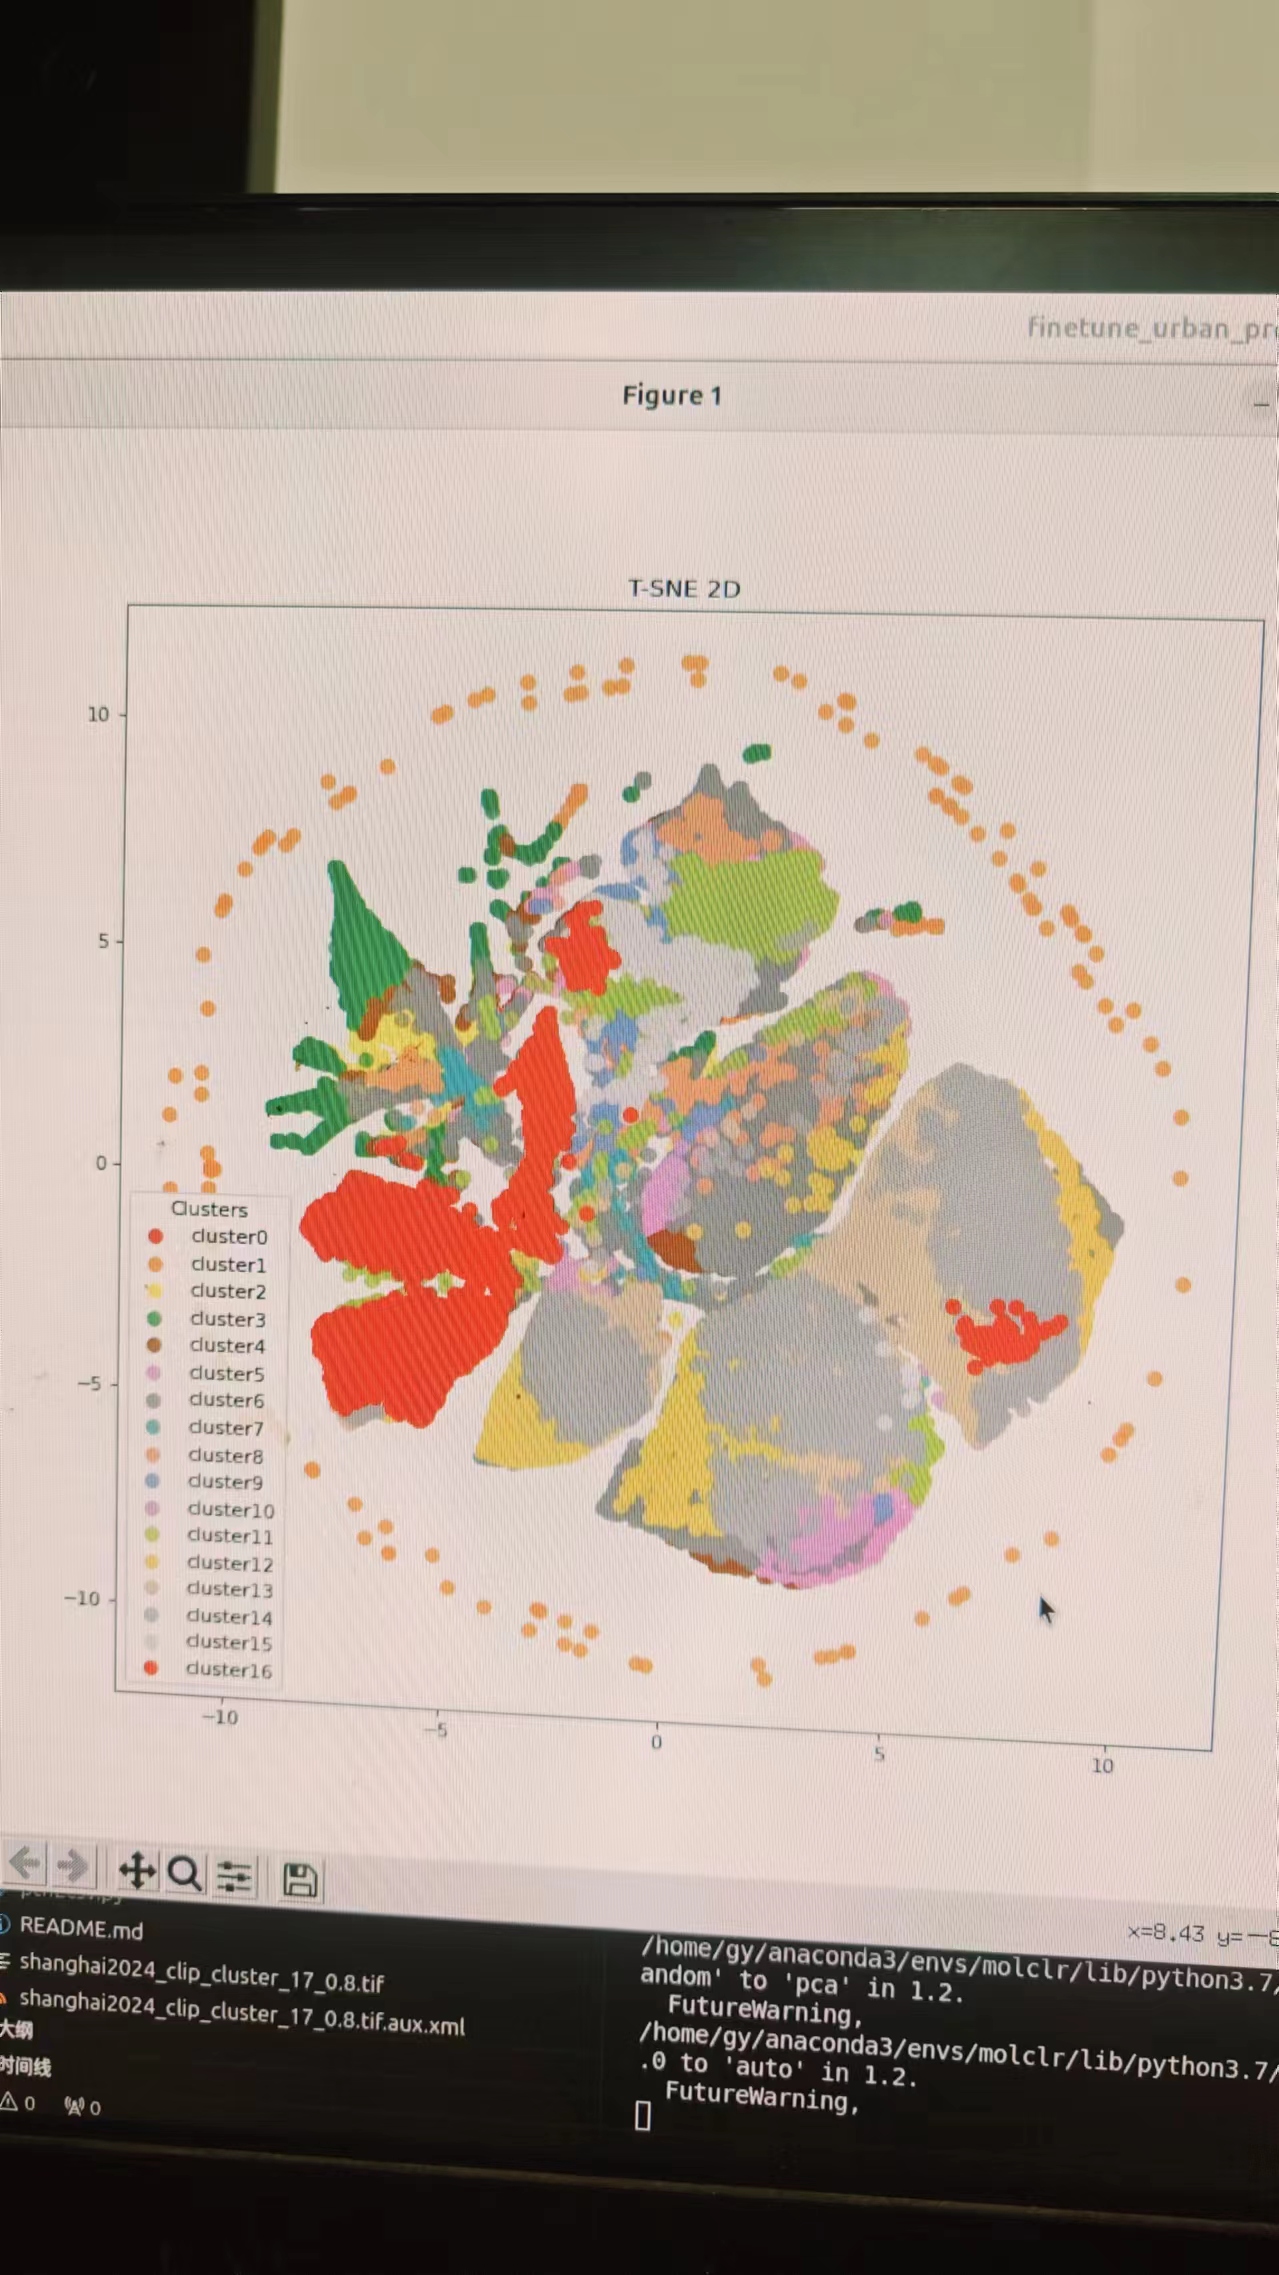 Figure 1
T-SNE 2D
10
5
0
−5
−10
Clusters
cluster0
cluster1
cluster2
cluster3
cluster4
cluster5
cluster6
cluster7
cluster8
cluster9
cluster10
cluster11
cluster12
cluster13
cluster14
cluster15
cluster16
−10
−5
0
5
10
x=8.43
README.md
shanghai2024_clip_cluster_17_0.8.tif
shanghai2024_clip_cluster_17_0.8.tif.aux.xml
大纲
时间线
0
0
/home/gy/anaconda3/envs/molclr/lib/python3.7/
andom' to 'pca' in 1.2.
FutureWarning,
/home/gy/anaconda3/envs/molclr/lib/python3.7/
.0 to 'auto' in 1.2.
FutureWarning,